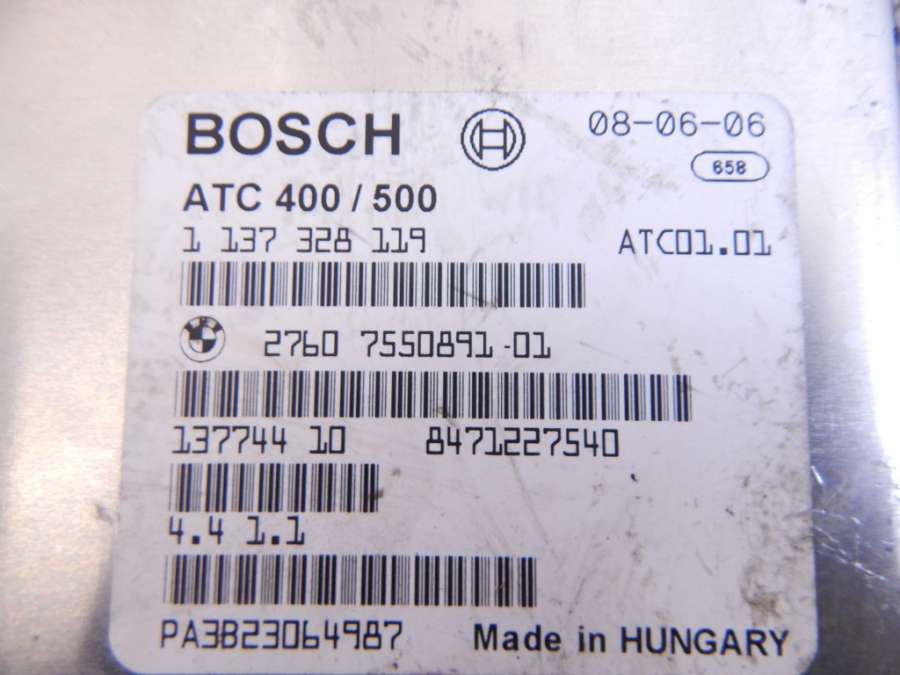 BOSCH 08-06-06
658
ATC 400 / 500
1 137 328 119 ATC01.01
2760 7550891-01
137744 10 8471227540
4.4 1.1
PA3B23064987 Made in HUNGARY